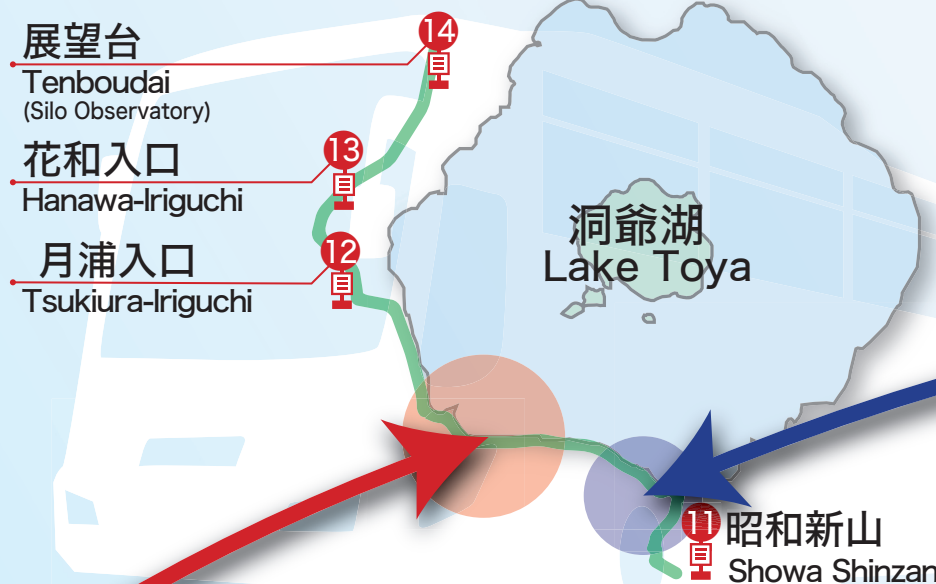 14
展望台
Tenboudai
(Silo Observatory)
13
花和入口
Hanawa-Iriguchi
12
月浦入口
Tsukiura-Iriguchi
洞爺湖
Lake Toya
11
昭和新山
Showa Shinzan